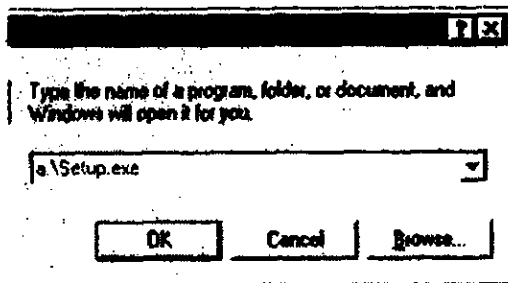 Type the name of a program, folder, or document, and
Windows will open it for you.
a:\Setup.exe
OK Cancel Browse...